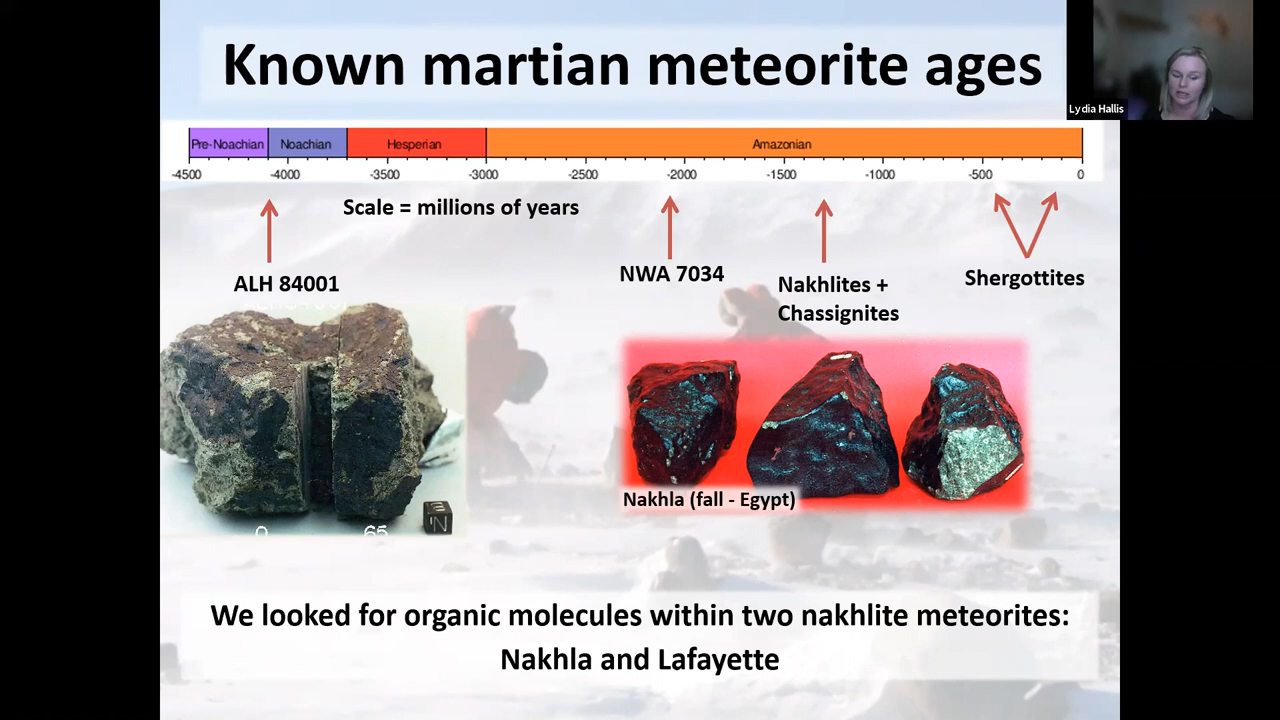 Known martian meteorite ages
Lydia Hallis
Pre-Noachian Noachian Hesperian Amazonian
-4500 -4000 -3500 -3000 -2500 -2000 -1500 -1000 -500 0
Scale = millions of years
ALH 84001
NWA 7034
Nakhlites +
Chassignites
Shergottites
Nakhla (fall - Egypt)
0 65
N
We looked for organic molecules within two nakhlite meteorites:
Nakhla and Lafayette